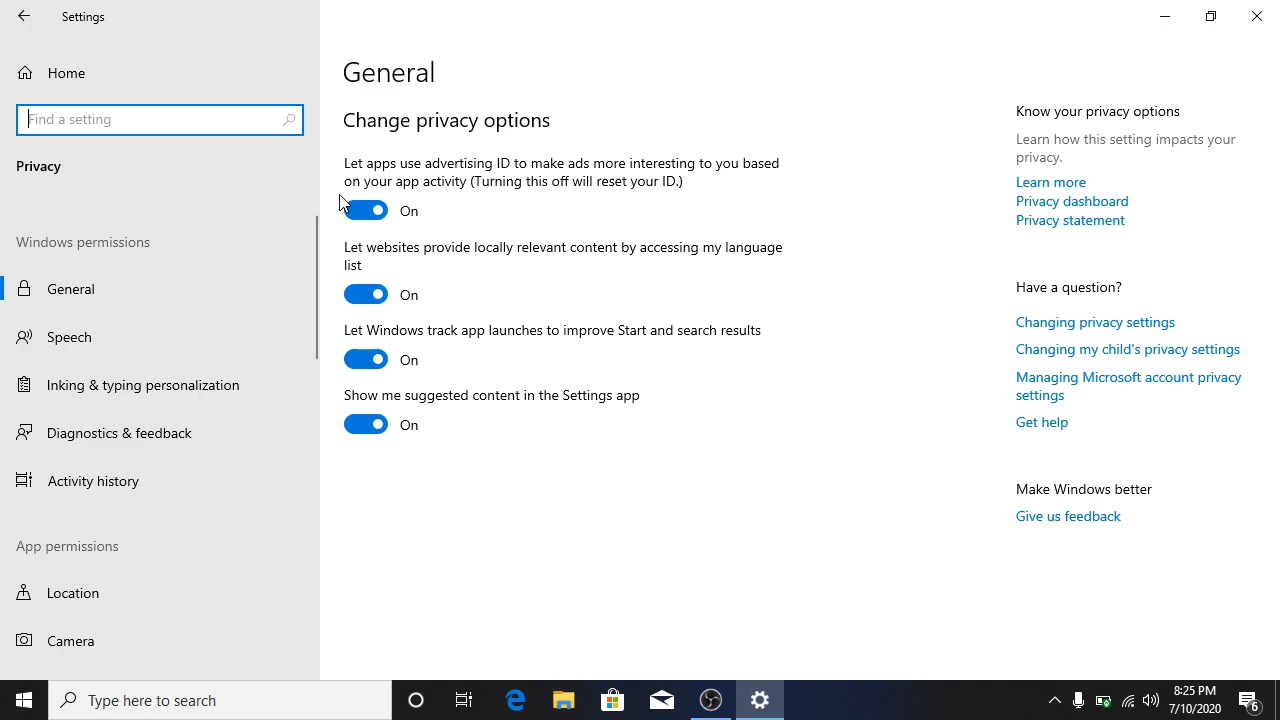 Settings
Home
Find a setting
Privacy
Windows permissions
General
Speech
Inking & typing personalization
Diagnostics & feedback
Activity history
App permissions
Location
Camera
General
Change privacy options
Let apps use advertising ID to make ads more interesting to you based
on your app activity (Turning this off will reset your ID.)
On
Let websites provide locally relevant content by accessing my language
list
On
Let Windows track app launches to improve Start and search results
On
Show me suggested content in the Settings app
On
Know your privacy options
Learn how this setting impacts your
privacy.
Learn more
Privacy dashboard
Privacy statement
Have a question?
Changing privacy settings
Changing my child's privacy settings
Managing Microsoft account privacy
settings
Get help
Make Windows better
Give us feedback
Type here to search
8:25 PM
7/10/2020
6